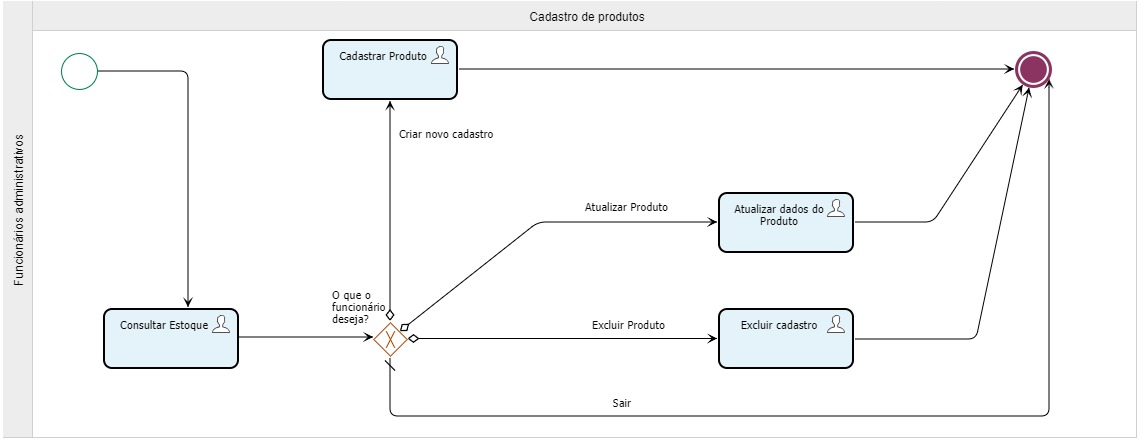 Cadastro de produtos
Funcionários administrativos
Cadastrar Produto
Criar novo cadastro
Atualizar Produto
Atualizar dados do
Produto
O que o
funcionário
deseja?
Consultar Estoque
Excluir Produto
Excluir cadastro
Sair